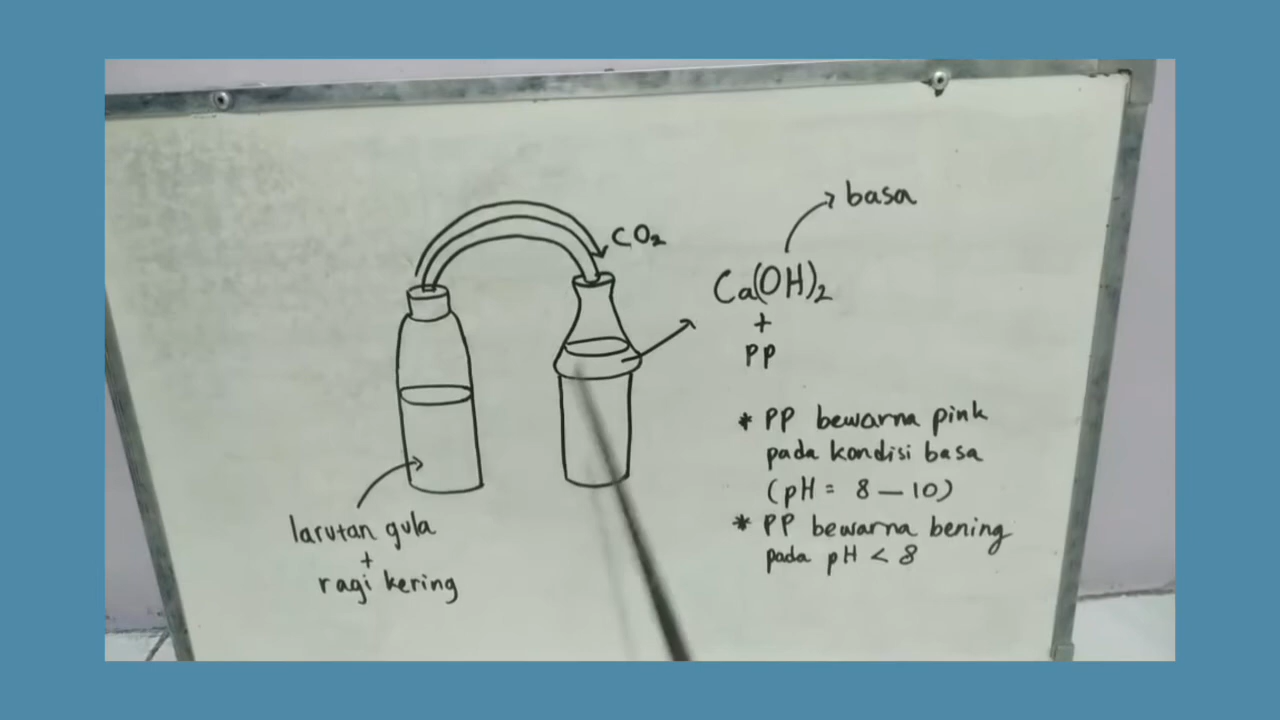 basa
CO₂
Ca(OH)₂
+
PP
* PP bewarna pink
pada kondisi basa
(pH = 8 – 10)
* PP bewarna bening
pada pH < 8
larutan gula
+
ragi kering